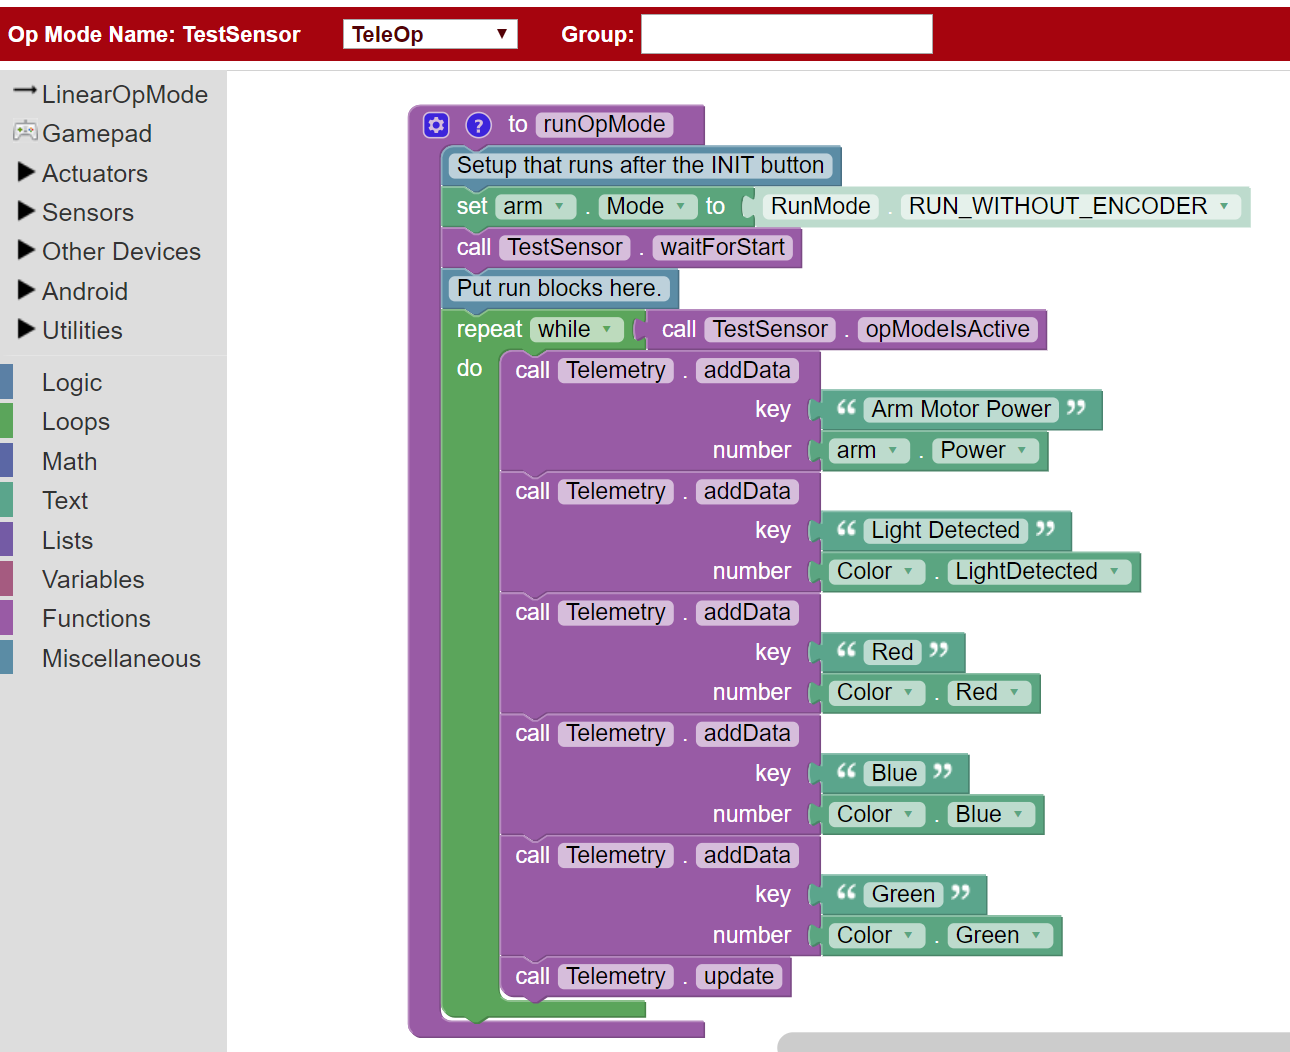 Op Mode Name: TestSensor TeleOp Group:
LinearOpMode
Gamepad
Actuators
Sensors
Other Devices
Android
Utilities
Logic
Loops
Math
Text
Lists
Variables
Functions
Miscellaneous
? to runOpMode
Setup that runs after the INIT button
set arm . Mode to RunMode . RUN_WITHOUT_ENCODER
call TestSensor . waitForStart
Put run blocks here.
repeat while call TestSensor . opModeIsActive
do call Telemetry . addData
key “ Arm Motor Power ”
number arm . Power
call Telemetry . addData
key “ Light Detected ”
number Color . LightDetected
call Telemetry . addData
key “ Red ”
number Color . Red
call Telemetry . addData
key “ Blue ”
number Color . Blue
call Telemetry . addData
key “ Green ”
number Color . Green
call Telemetry . update